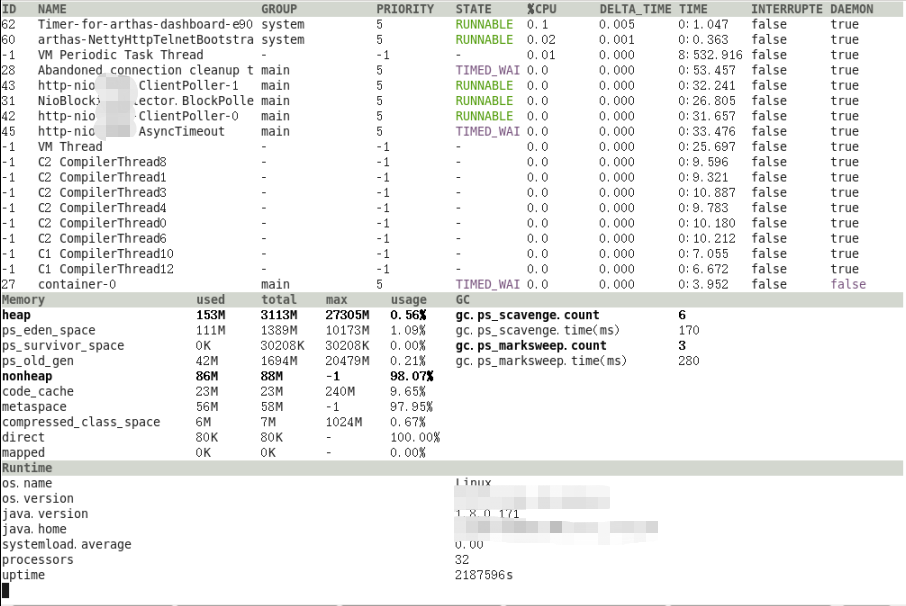 ID NAME GROUP PRIORITY STATE %CPU DELTA_TIME TIME INTERRUPTE DAEMON
62 Timer-for-arthas-dashboard-e90 system 5 RUNNABLE 0.1 0.005 0:1.047 false true
60 arthas-NettyHttpTelnetBootstra system 5 RUNNABLE 0.02 0.001 0:0.363 false true
-1 VM Periodic Task Thread - -1 - 0.01 0.000 8:532.916 false true
28 Abandoned connection cleanup t main 5 TIMED_WAI 0.0 0.000 0:53.457 false true
43 http-nio ClientPoller-1 main 5 RUNNABLE 0.0 0.000 0:32.241 false true
31 NioBlock ector.BlockPolle main 5 RUNNABLE 0.0 0.000 0:26.805 false true
42 http-nio ClientPoller-0 main 5 RUNNABLE 0.0 0.000 0:31.657 false true
45 http-nio AsyncTimeout main 5 TIMED_WAI 0.0 0.000 0:33.476 false true
-1 VM Thread - -1 - 0.0 0.000 0:25.697 false true
-1 C2 CompilerThread8 - -1 - 0.0 0.000 0:9.596 false true
-1 C2 CompilerThread1 - -1 - 0.0 0.000 0:9.321 false true
-1 C2 CompilerThread3 - -1 - 0.0 0.000 0:10.887 false true
-1 C2 CompilerThread4 - -1 - 0.0 0.000 0:9.783 false true
-1 C2 CompilerThread0 - -1 - 0.0 0.000 0:10.180 false true
-1 C2 CompilerThread6 - -1 - 0.0 0.000 0:10.212 false true
-1 C1 CompilerThread10 - -1 - 0.0 0.000 0:7.055 false true
-1 C1 CompilerThread12 - -1 - 0.0 0.000 0:6.672 false true
27 container-0 main 5 TIMED_WAI 0.0 0.000 0:3.952 false false
Memory used total max usage GC
heap 153M 3113M 27305M 0.56% gc.ps_scavenge.count 6
ps_eden_space 111M 1389M 10173M 1.09% gc.ps_scavenge.time(ms) 170
ps_survivor_space 0K 30208K 30208K 0.00% gc.ps_marksweep.count 3
ps_old_gen 42M 1694M 20479M 0.21% gc.ps_marksweep.time(ms) 280
nonheap 86M 88M -1 98.07%
code_cache 23M 23M 240M 9.65%
metaspace 56M 58M -1 97.95%
compressed_class_space 6M 7M 1024M 0.67%
direct 80K 80K - 100.00%
mapped 0K 0K - 0.00%
Runtime
os.name Linux
os.version
java.version 1.8.0_171
java.home
systemload.average 0.00
processors 32
uptime 2187596s